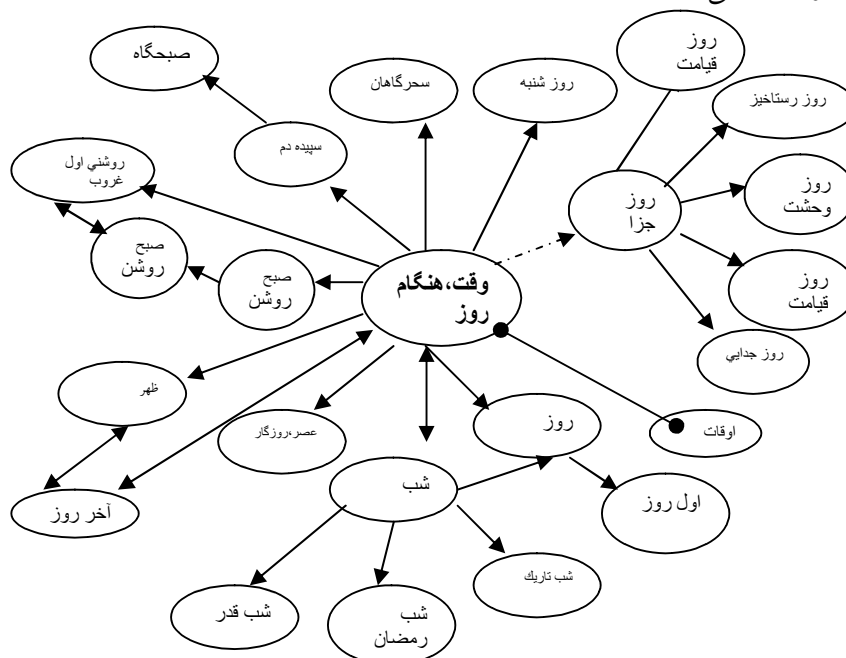 صبحگاه
سحرگاهان
روز شنبه
روز
قيامت
روز رستاخيز
سپيده دم
روشني اول
غروب
روز
وحشت
روز
جزا
صبح
روشن
صبح
روشن
وقت،هنگام
روز
روز
قيامت
روز جدايي
ظهر
عصر،روزگار
روز
اوقات
شب
آخر روز
اول روز
شب تاريك
شب قدر
شب
رمضان